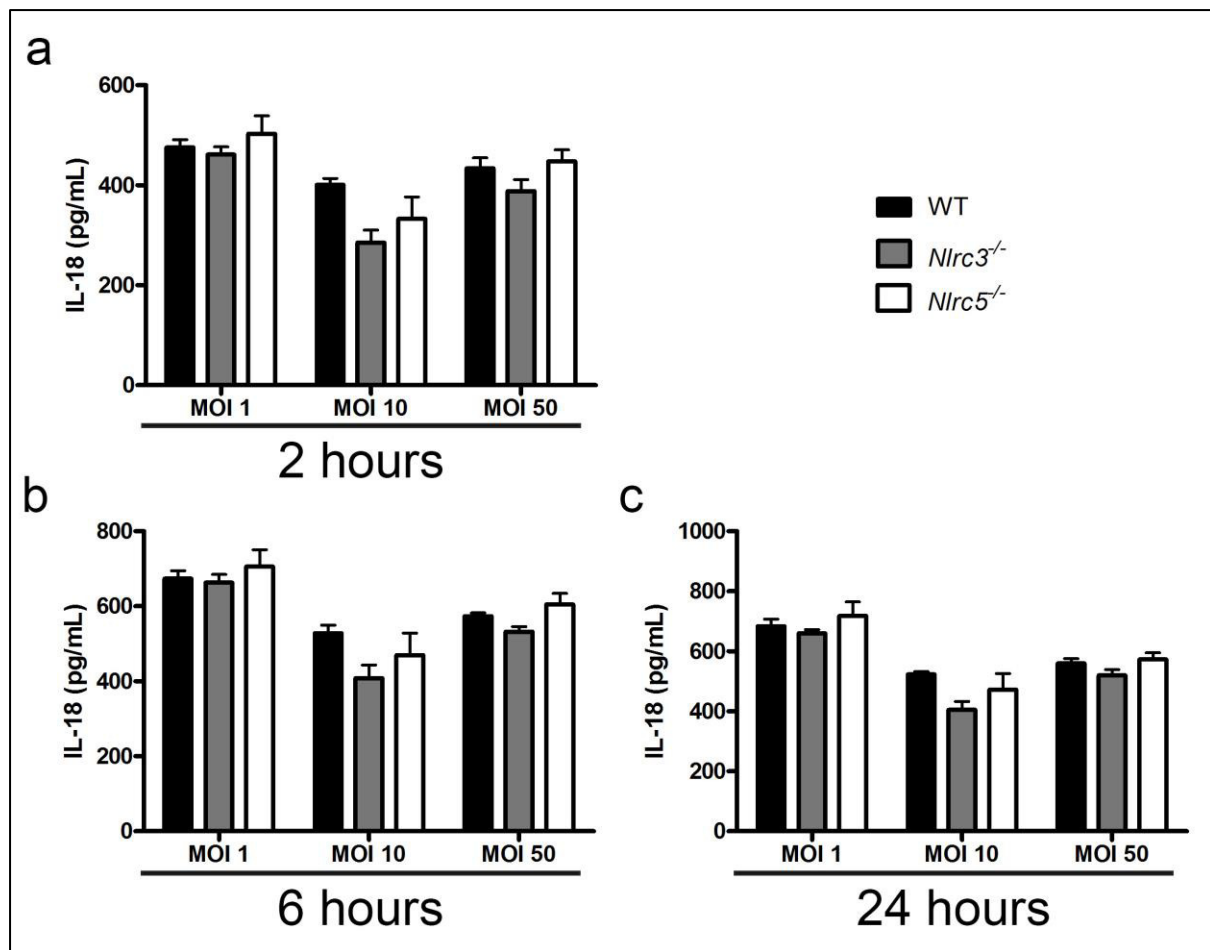 a
IL-18 (pg/mL)
600
400
200
0
MOI 1 MOI 10 MOI 50
2 hours
WT
Nlrc3-/-
Nlrc5-/-
b
IL-18 (pg/mL)
800
600
400
200
0
MOI 1 MOI 10 MOI 50
6 hours
c
IL-18 (pg/mL)
1000
800
600
400
200
0
MOI 1 MOI 10 MOI 50
24 hours